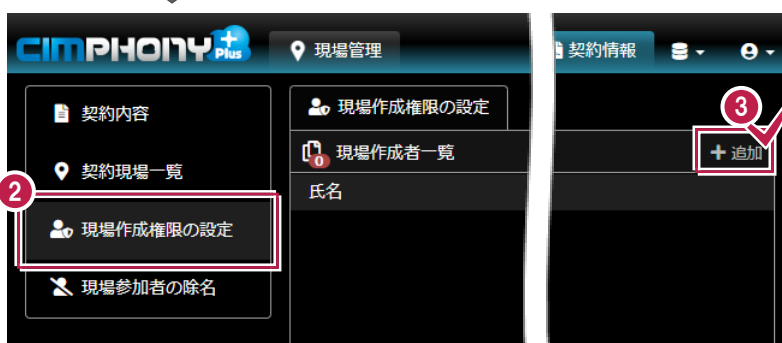 CIMPHONY Plus
現場管理
契約情報
契約内容
契約現場一覧
2
現場作成権限の設定
現場参加者の除名
現場作成権限の設定
3
0 現場作成者一覧
+ 追加
氏名